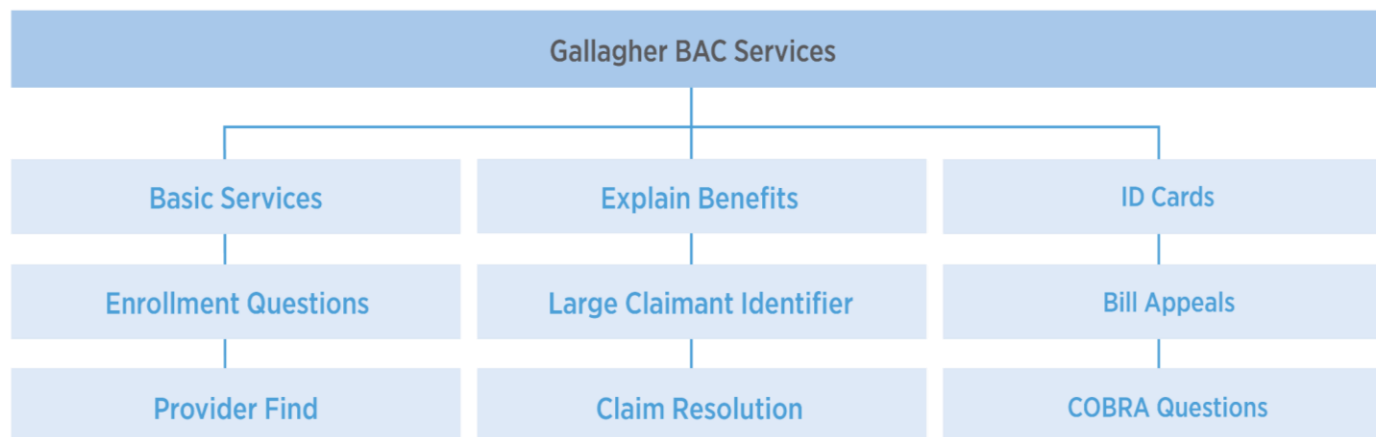 Gallagher BAC Services
Basic Services
Explain Benefits
ID Cards
Enrollment Questions
Large Claimant Identifier
Bill Appeals
Provider Find
Claim Resolution
COBRA Questions